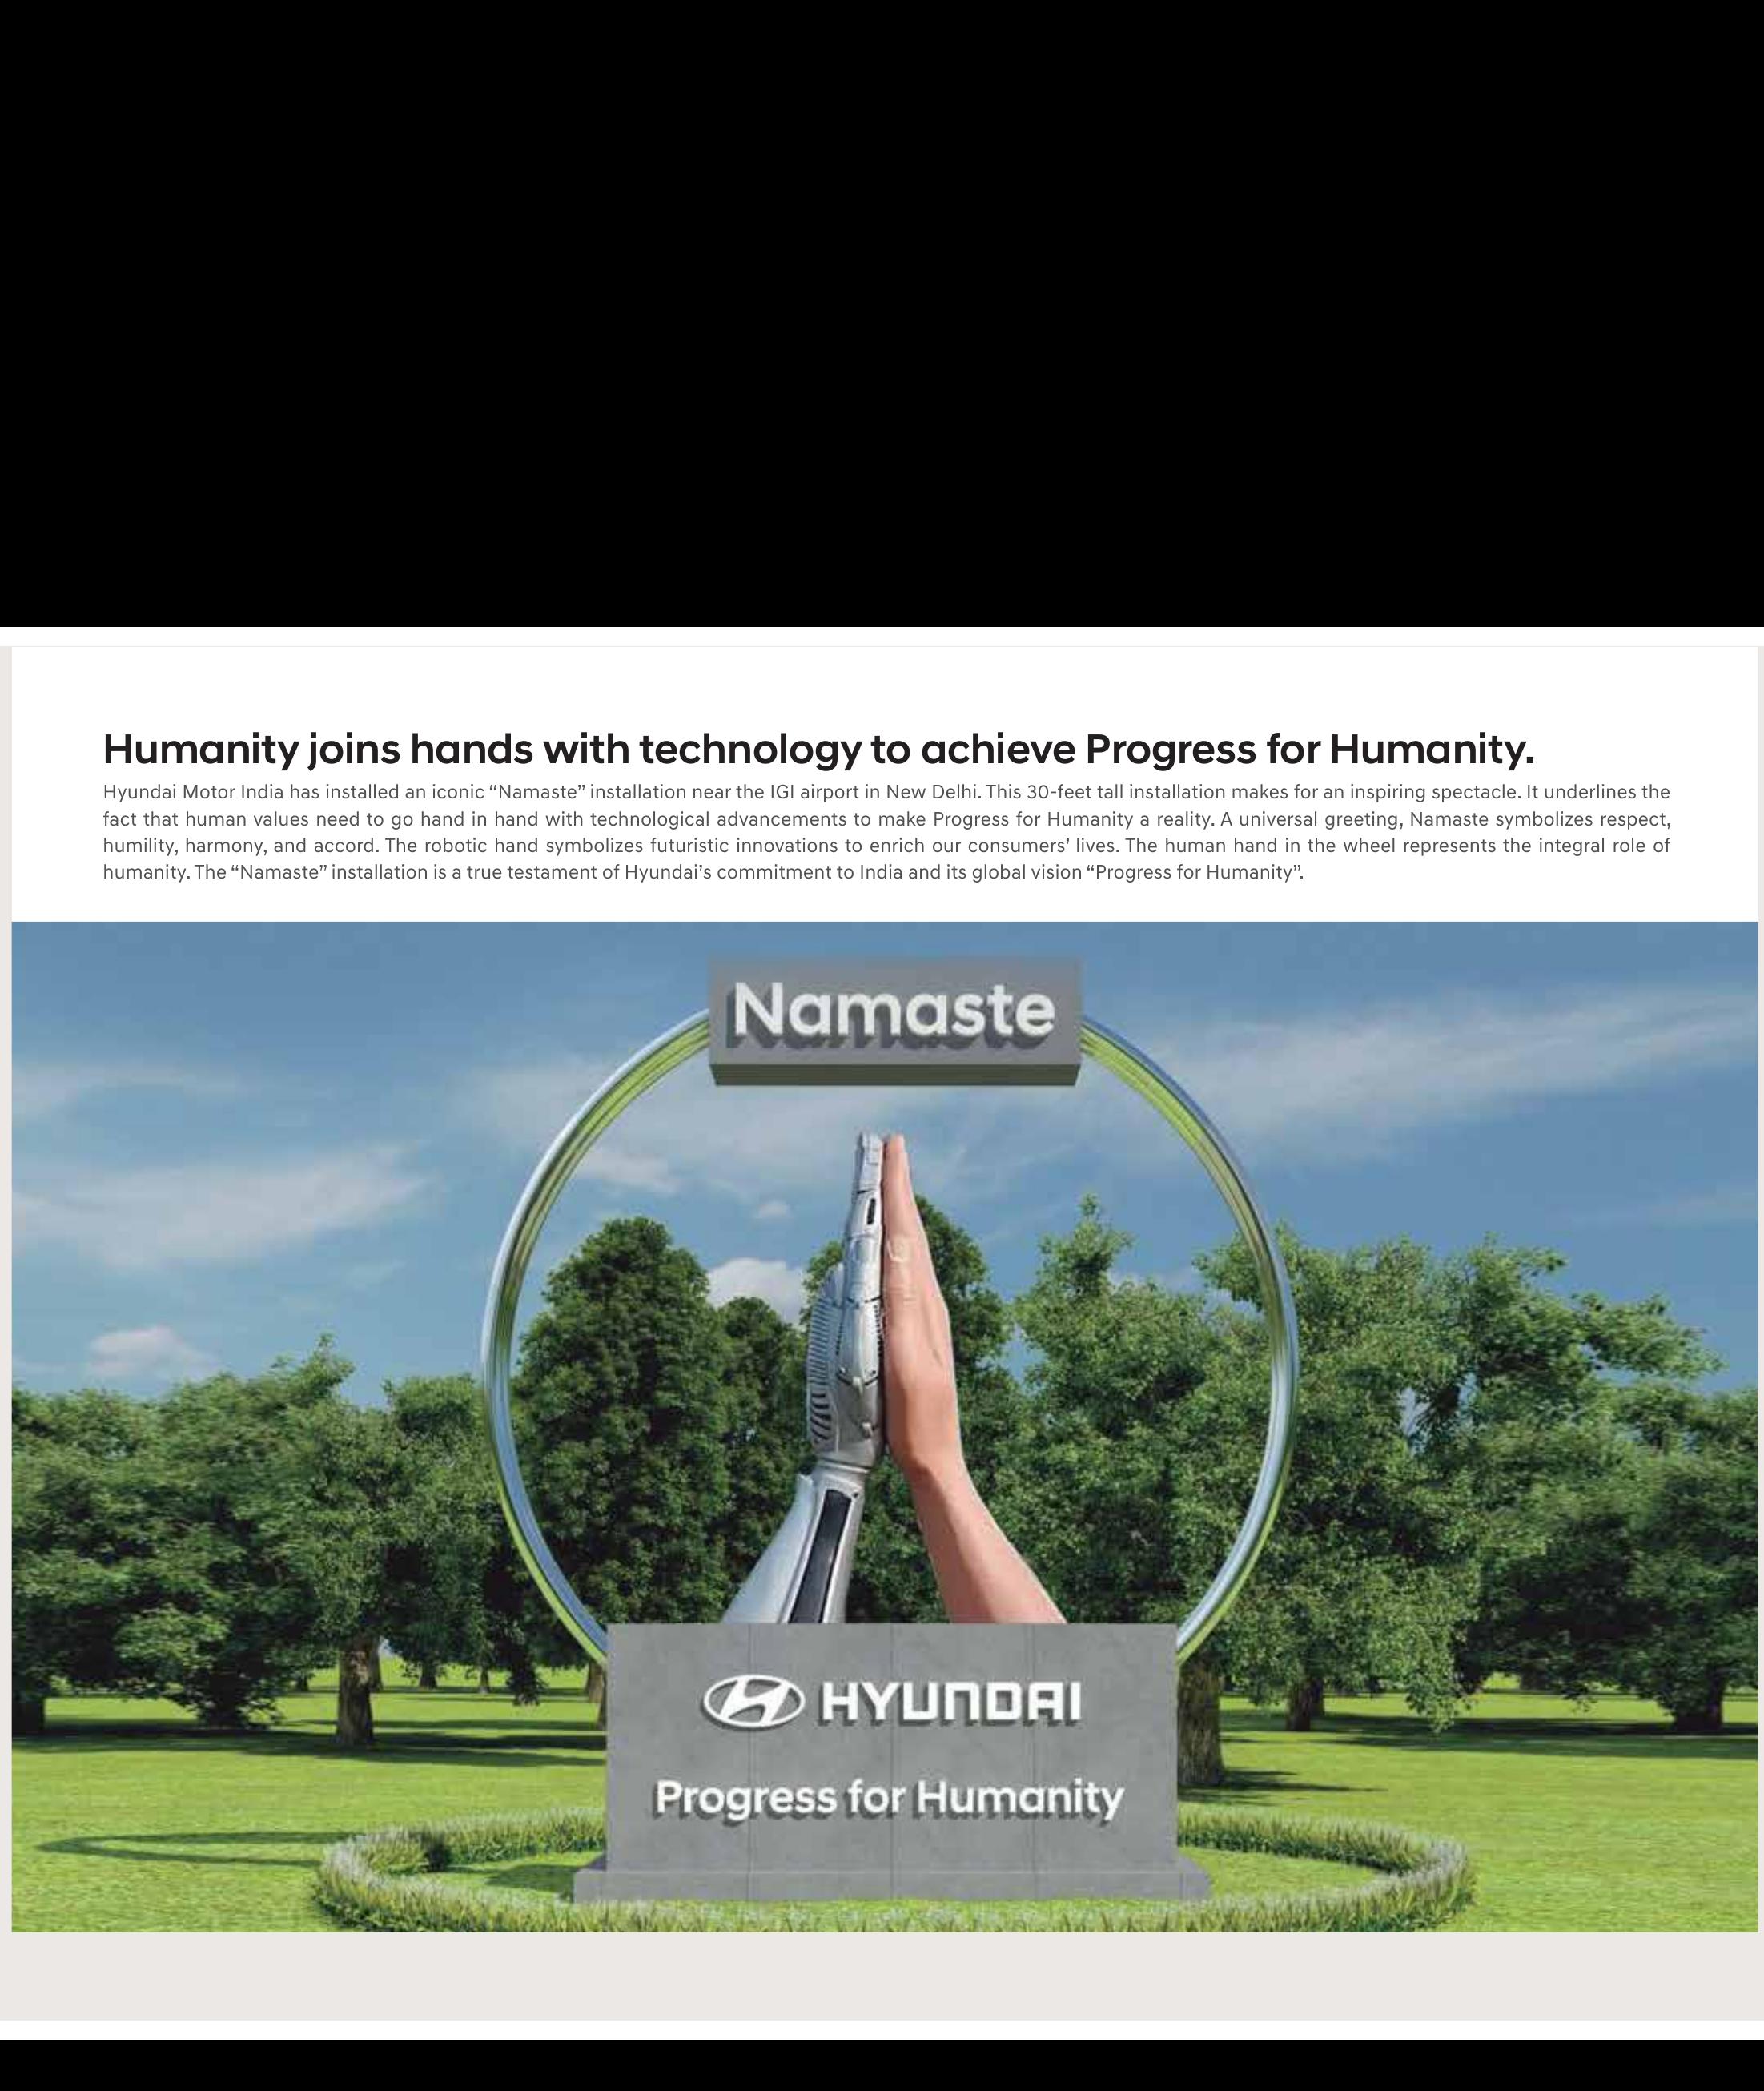 Humanity joins hands with technology to achieve Progress for Humanity.
Hyundai Motor India has installed an iconic “Namaste” installation near the IGI airport in New Delhi. This 30-feet tall installation makes for an inspiring spectacle. It underlines the
fact that human values need to go hand in hand with technological advancements to make Progress for Humanity a reality. A universal greeting, Namaste symbolizes respect,
humility, harmony, and accord. The robotic hand symbolizes futuristic innovations to enrich our consumers’ lives. The human hand in the wheel represents the integral role of
humanity. The “Namaste” installation is a true testament of Hyundai’s commitment to India and its global vision “Progress for Humanity”.
Namaste
HYUNDAI
Progress for Humanity